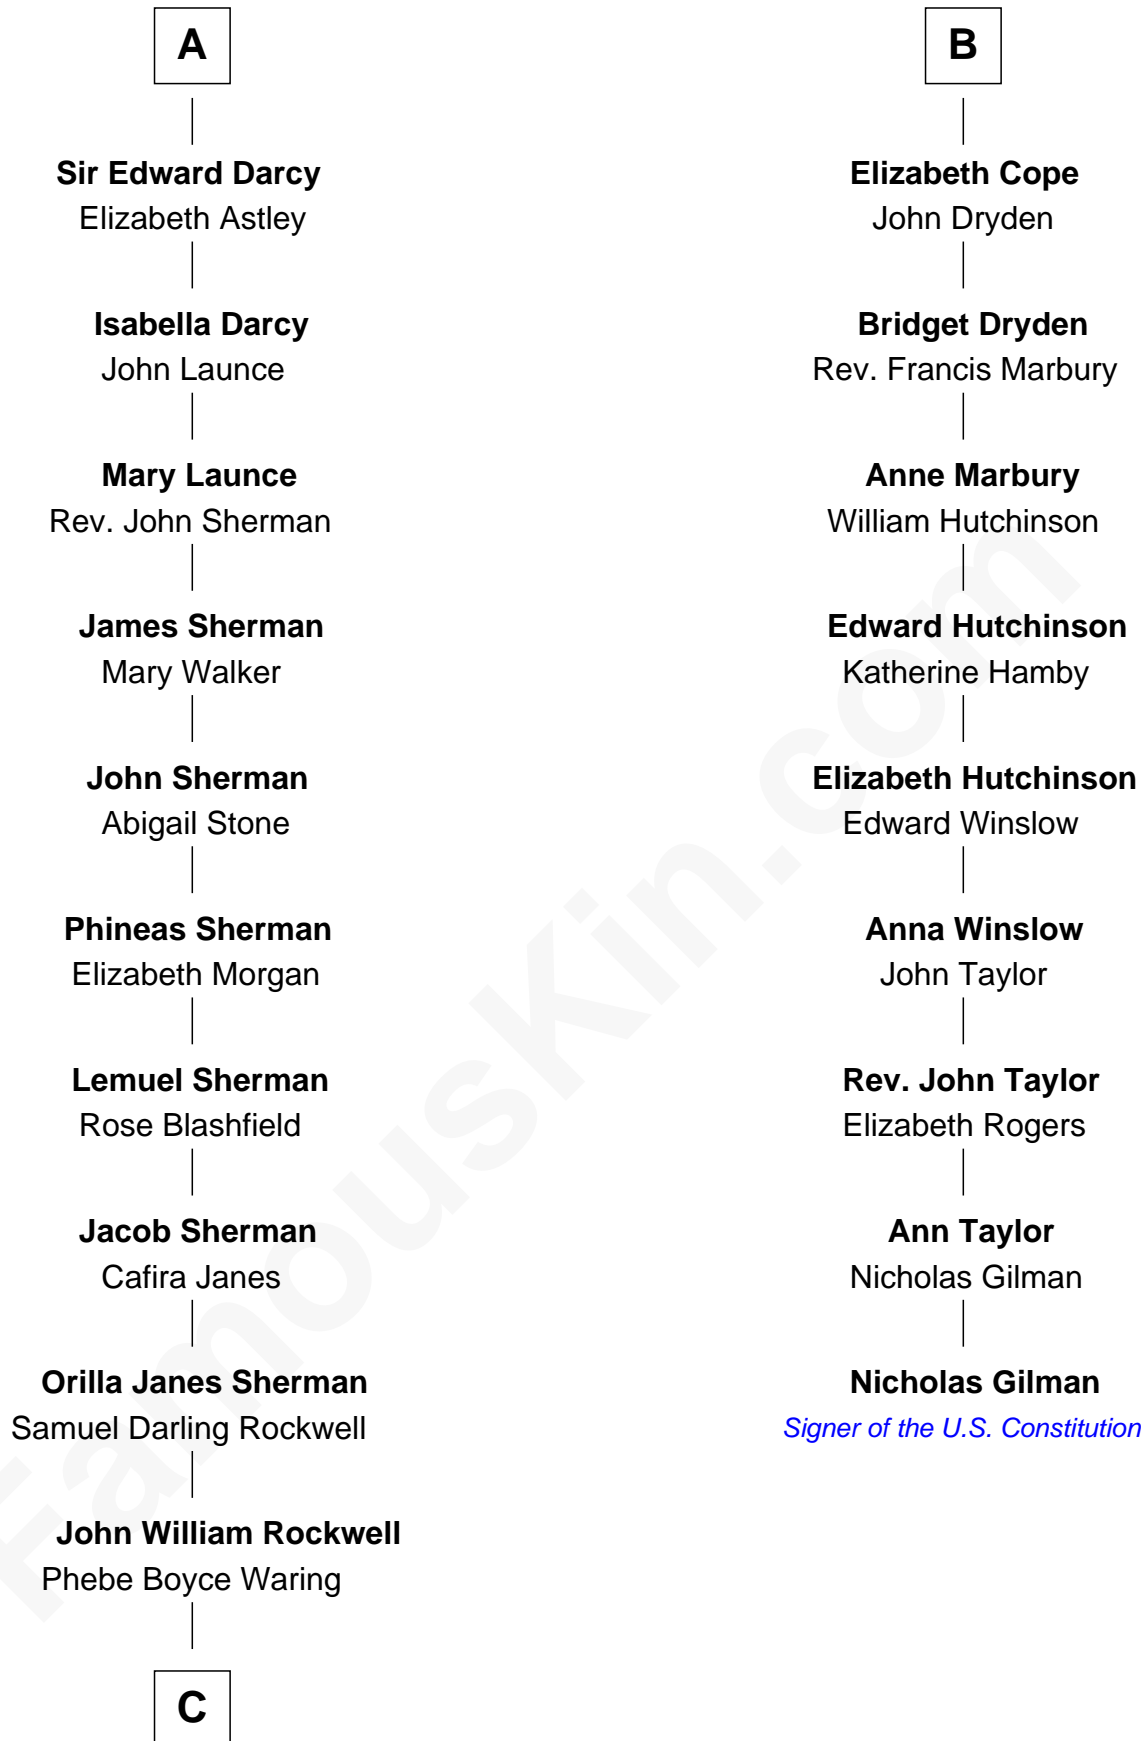 A
Sir Edward Darcy
Elizabeth Astley
Isabella Darcy
John Launce
Mary Launce
Rev. John Sherman
James Sherman
Mary Walker
John Sherman
Abigail Stone
Phineas Sherman
Elizabeth Morgan
Lemuel Sherman
Rose Blashfield
Jacob Sherman
Cafira Janes
Orilla Janes Sherman
Samuel Darling Rockwell
John William Rockwell
Phebe Boyce Waring
C
B
Elizabeth Cope
John Dryden
Bridget Dryden
Rev. Francis Marbury
Anne Marbury
William Hutchinson
Edward Hutchinson
Katherine Hamby
Elizabeth Hutchinson
Edward Winslow
Anna Winslow
John Taylor
Rev. John Taylor
Elizabeth Rogers
Ann Taylor
Nicholas Gilman
Nicholas Gilman
Signer of the U.S. Constitution
FamousKin.com